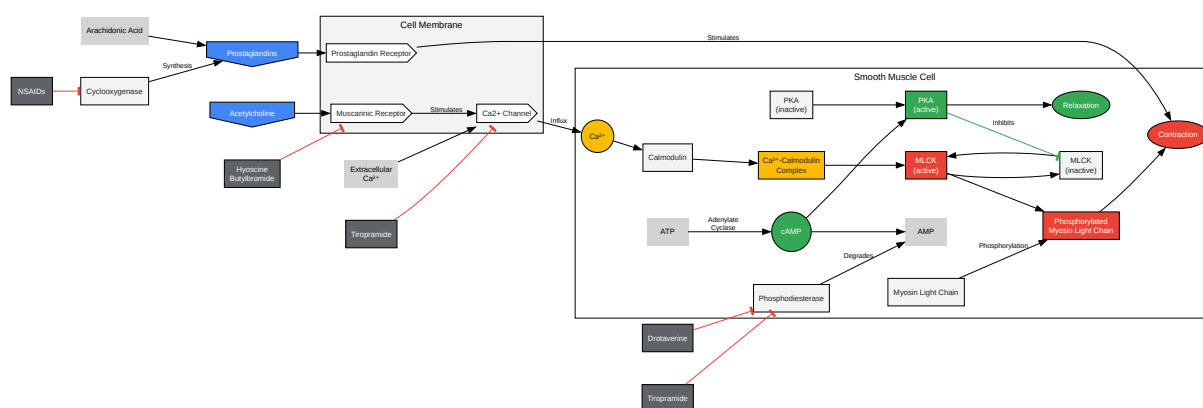 Cell Membrane
Arachidonic Acid
Prostaglandins
Prostaglandin Receptor
Stimulates
Synthesis
NSAIDs
Cyclooxygenase
Acetylcholine
Muscarinic Receptor
Stimulates
Ca2+ Channel
Influx
Hyoscine
Butylbromide
Extracellular
Ca²⁺
Tiropramide
Smooth Muscle Cell
PKA
(inactive)
PKA
(active)
Relaxation
Inhibits
Contraction
Ca²⁺
Calmodulin
Ca²⁺-Calmodulin
Complex
MLCK
(active)
MLCK
(inactive)
ATP
Adenylate
Cyclase
cAMP
AMP
Phosphorylated
Myosin Light Chain
Phosphorylation
Degrades
Phosphodiesterase
Myosin Light Chain
Drotaverine
Tiropramide